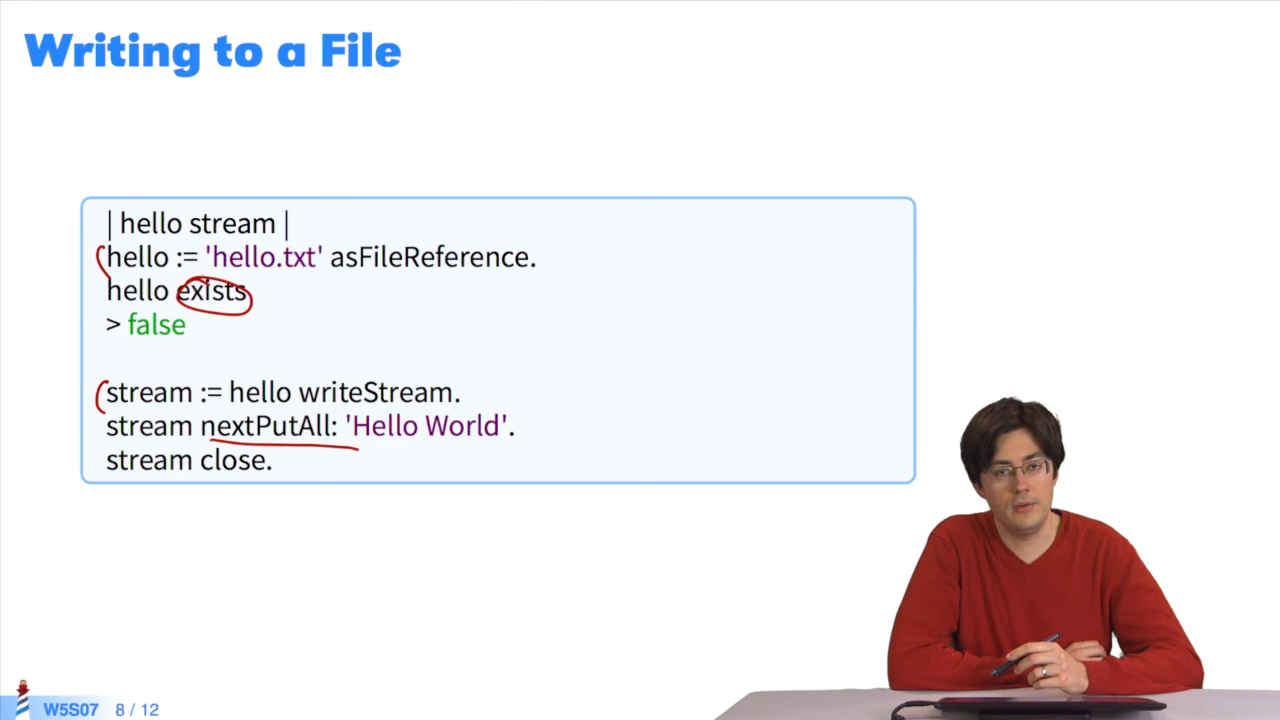 Writing to a File
| hello stream |
hello := 'hello.txt' asFileReference.
hello exists
> false
stream := hello writeStream.
stream nextPutAll: 'Hello World'.
stream close.
W5S07 8 / 12